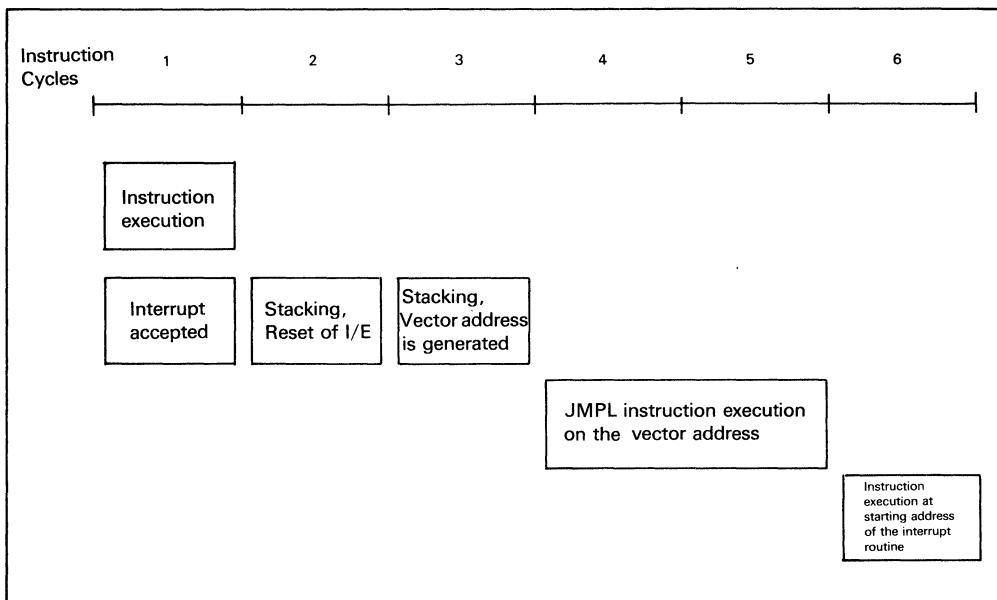 Instruction
Cycles
1 2 3 4 5 6
Instruction
execution
Interrupt
accepted
Stacking,
Reset of I/E
Stacking,
Vector address
is generated
JMPL instruction execution
on the vector address
Instruction
execution at
starting address
of the interrupt
routine